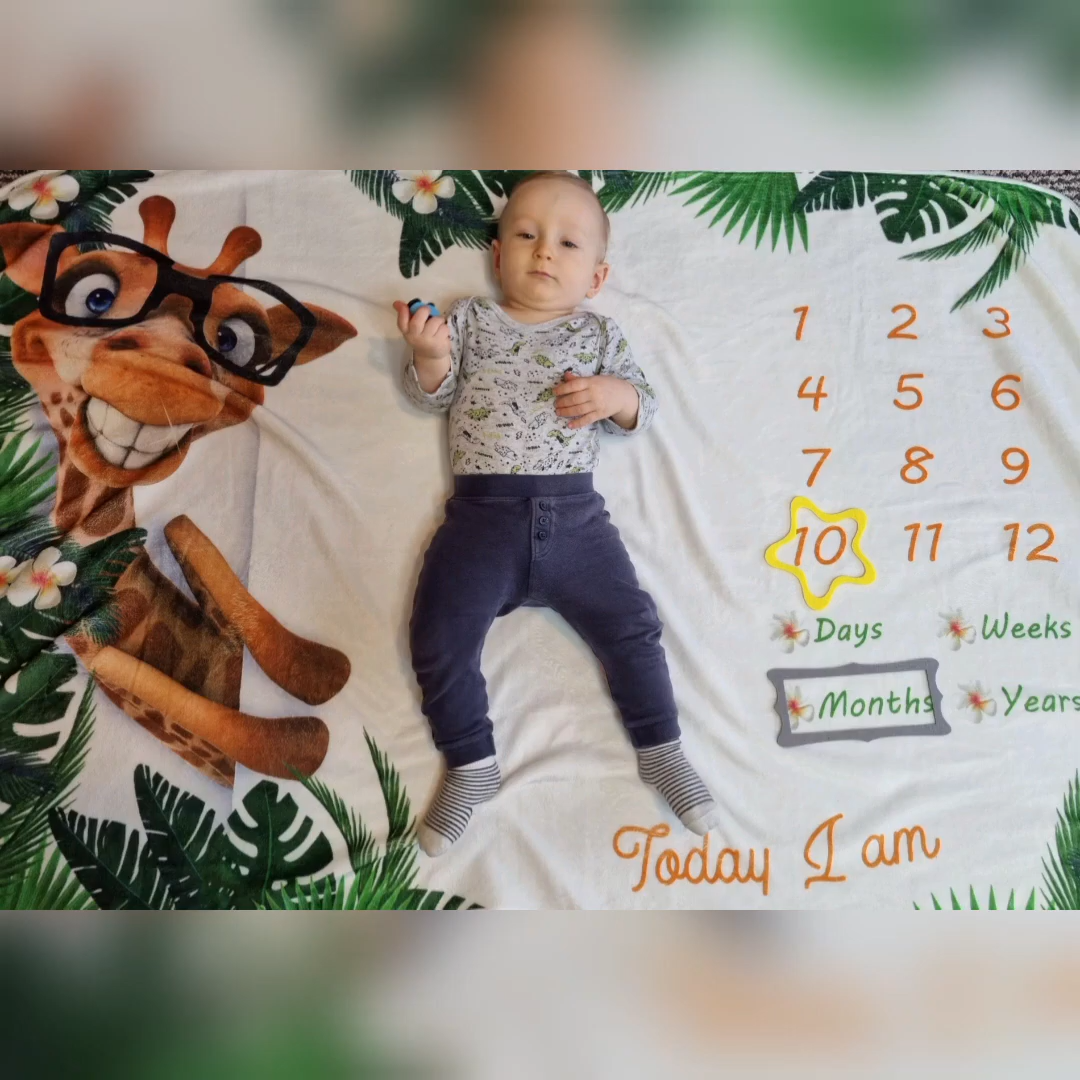 1 2 3
4 5 6
7 8 9
10 11 12
Days Weeks
Months Years
Today I am